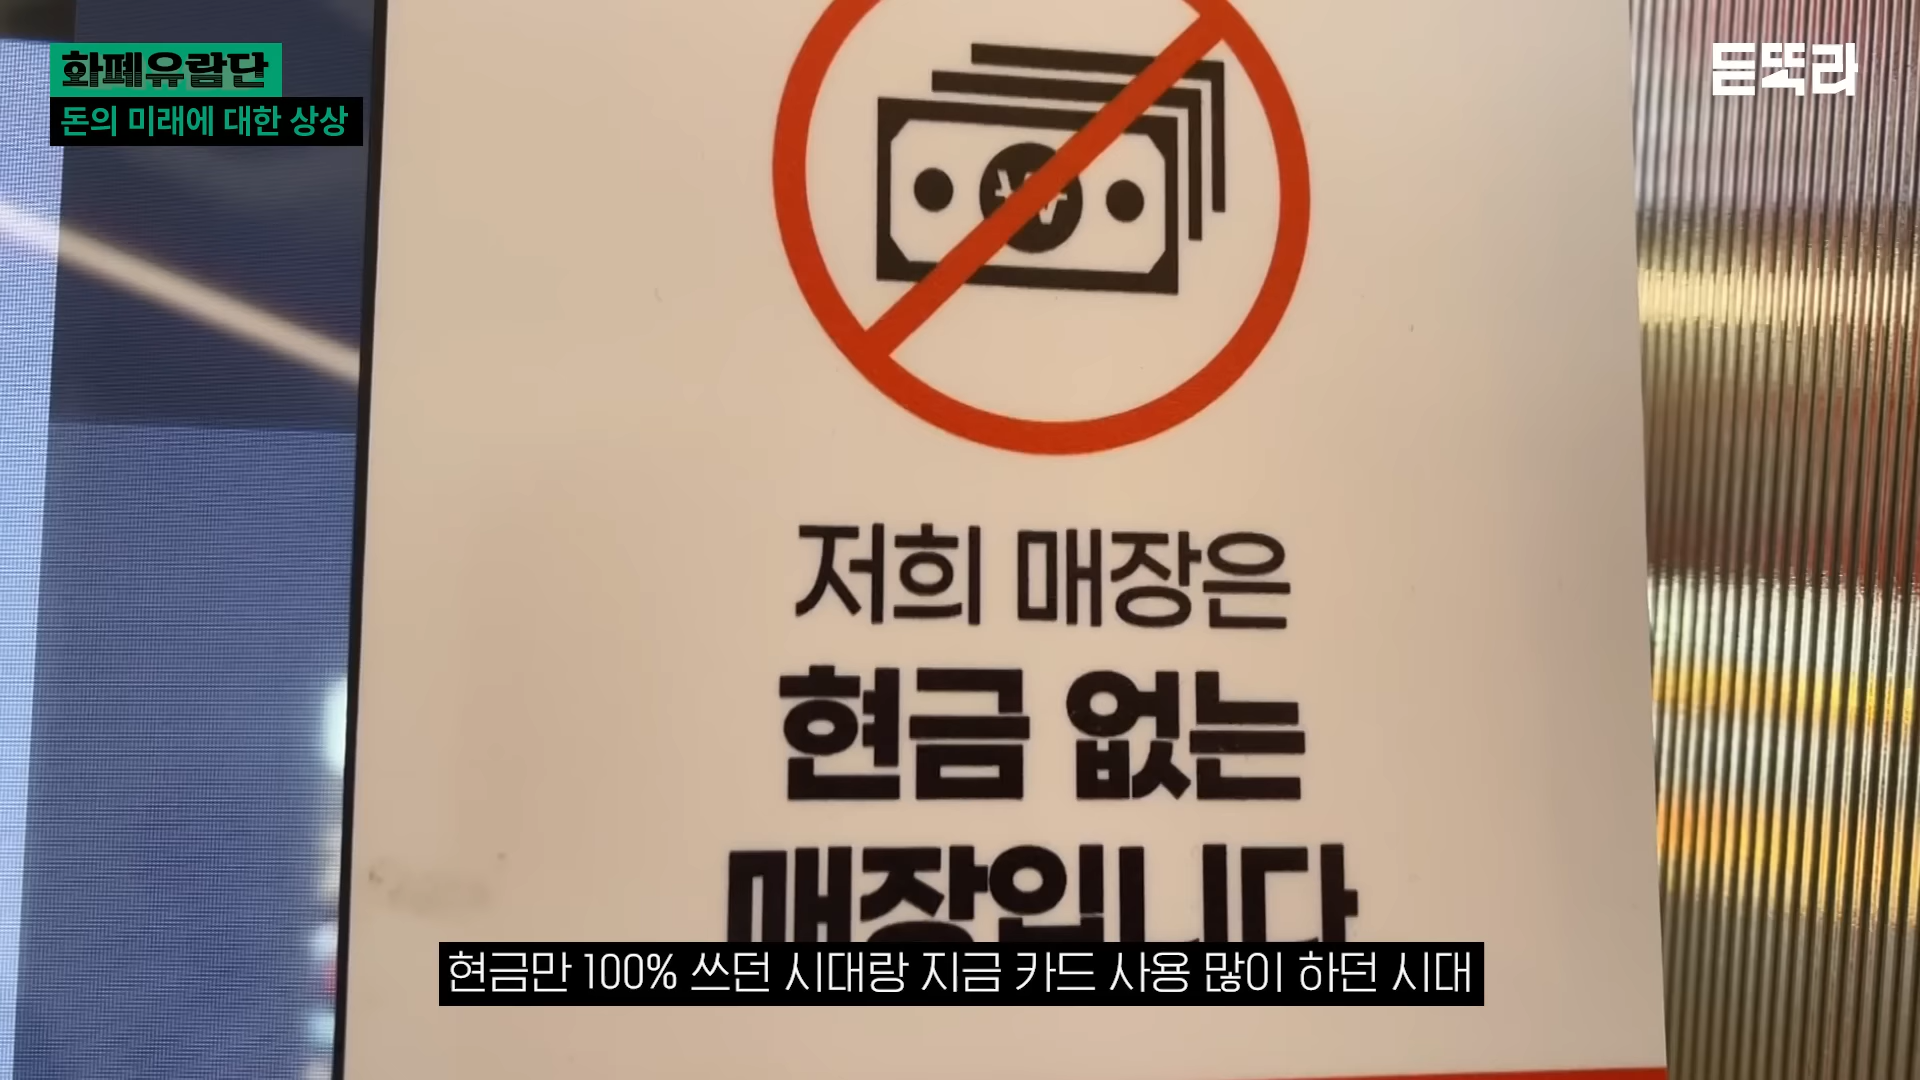 화폐유람단
돈의 미래에 대한 상상
듣똑라
저희 매장은
현금 없는
매장입니다
현금만 100% 쓰던 시대랑 지금 카드 사용 많이 하던 시대